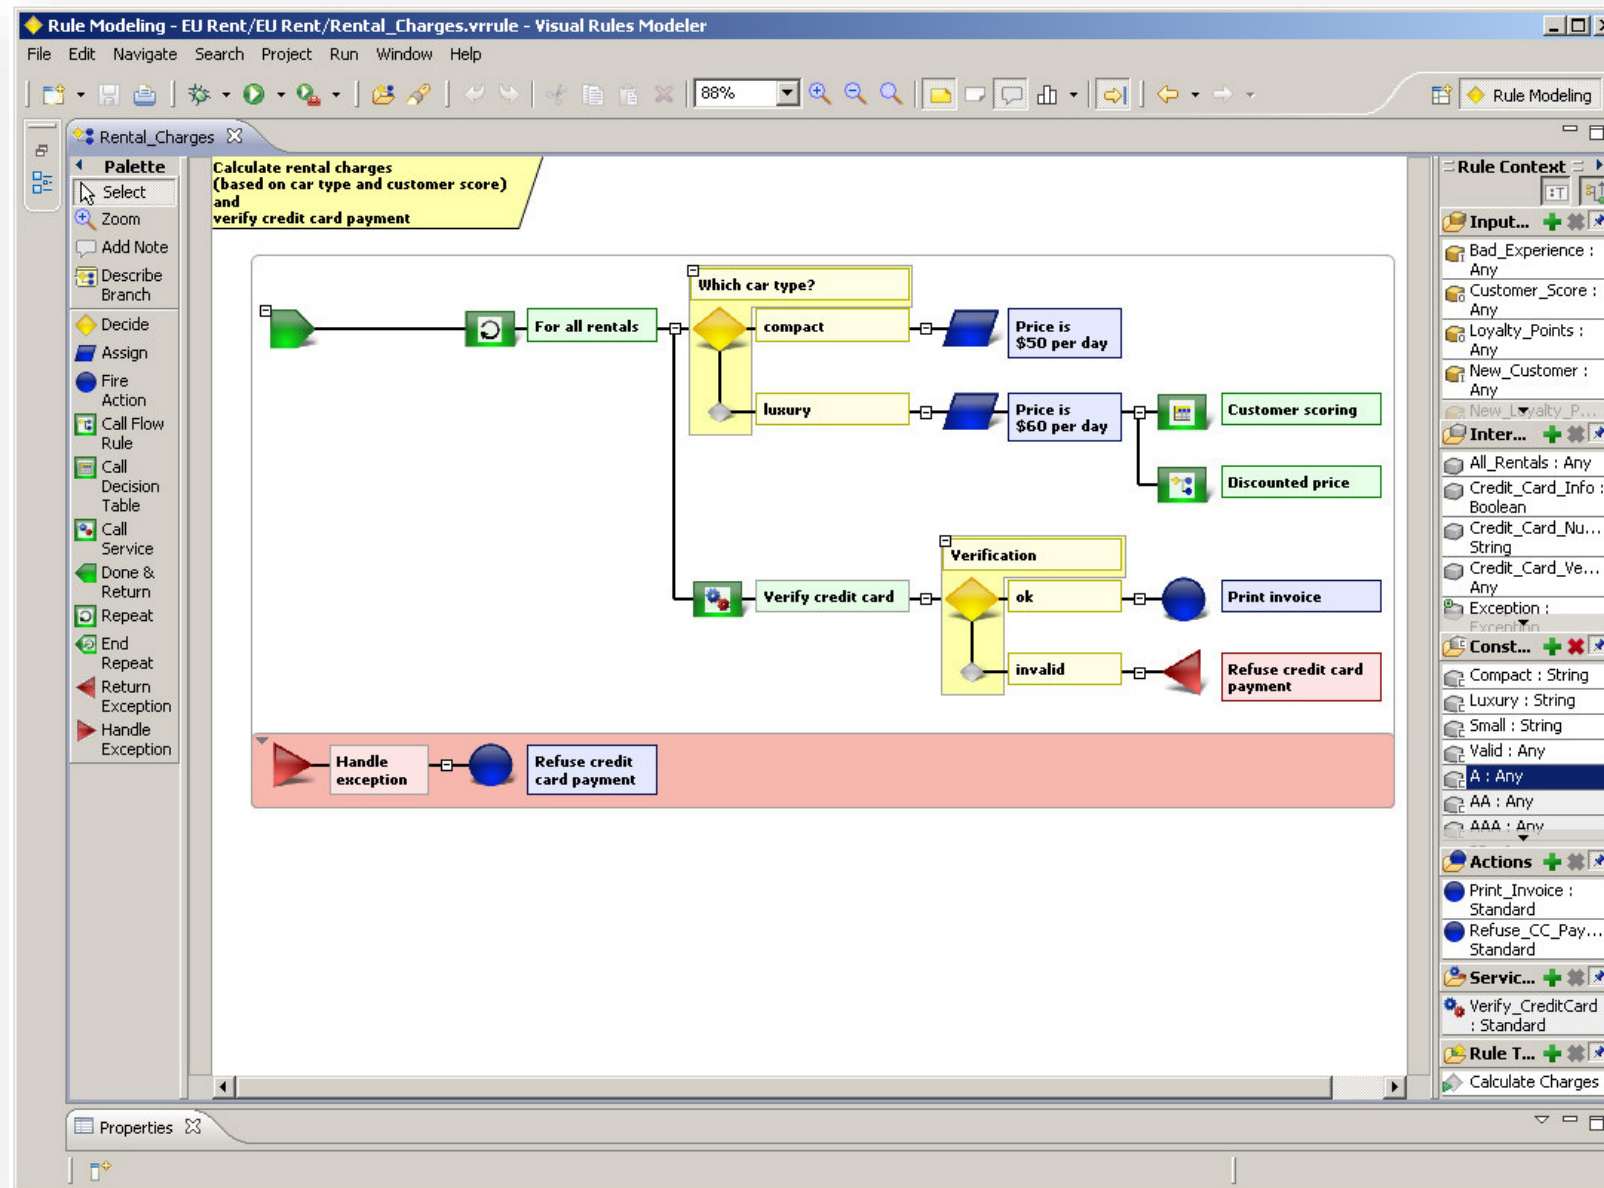 Rule Modeling - EU Rent/EU Rent/Rental_Charges.vrrule - Visual Rules Modeler
File Edit Navigate Search Project Run Window Help
88%
Rule Modeling
Rental_Charges
Palette
Select
Zoom
Add Note
Describe
Branch
Decide
Assign
Fire
Action
Call Flow
Rule
Call
Decision
Table
Call
Service
Done &
Return
Repeat
End
Repeat
Return
Exception
Handle
Exception
Calculate rental charges
(based on car type and customer score)
and
verify credit card payment
Which car type?
For all rentals
compact
Price is
$50 per day
luxury
Price is
$60 per day
Customer scoring
Discounted price
Verification
Verify credit card
ok
Print invoice
invalid
Refuse credit card
payment
Handle
exception
Refuse credit
card payment
Rule Context
Input...
Bad_Experience :
Any
Customer_Score :
Any
Loyalty_Points :
Any
New_Customer :
Any
New_Loyalty_P...
Inter...
All_Rentals : Any
Credit_Card_Info :
Boolean
Credit_Card_Nu...
String
Credit_Card_Ve...
Any
Exception :
Exception
Const...
Compact : String
Luxury : String
Small : String
Valid : Any
A : Any
AA : Any
AAA : Any
Actions
Print_Invoice :
Standard
Refuse_CC_Pay...
Standard
Servic...
Verify_CreditCard
: Standard
Rule T...
Calculate Charges
Properties